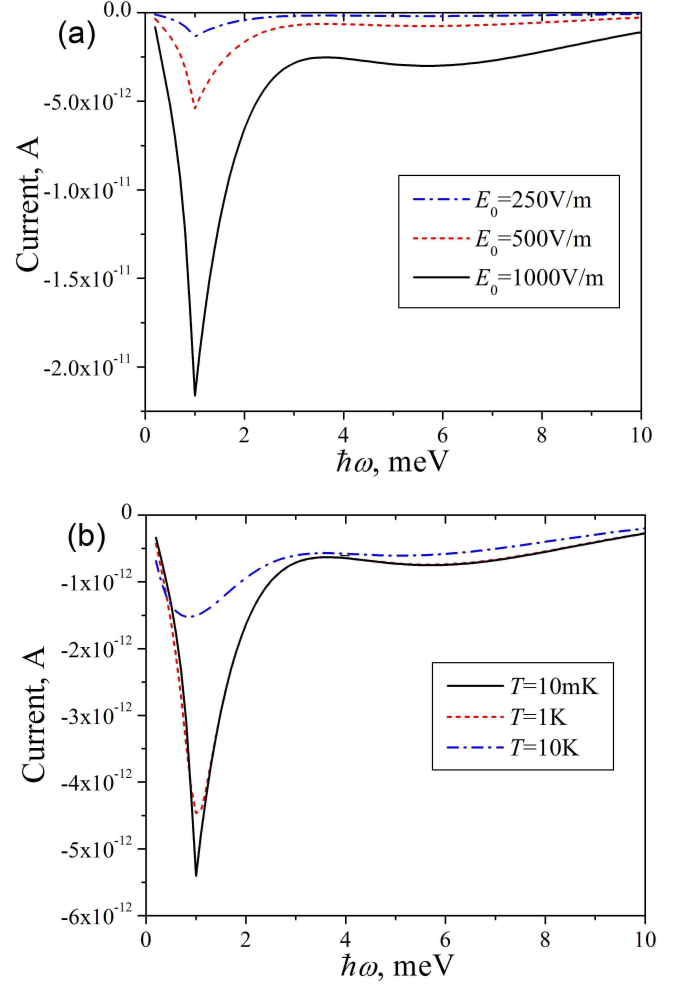 (a)
0.0
-5.0x10⁻¹²
-1.0x10⁻¹¹
-1.5x10⁻¹¹
-2.0x10⁻¹¹
Current, A
E₀=250V/m
E₀=500V/m
E₀=1000V/m
0 2 4 6 8 10
ħω, meV
(b)
0
-1x10⁻¹²
-2x10⁻¹²
-3x10⁻¹²
-4x10⁻¹²
-5x10⁻¹²
-6x10⁻¹²
Current, A
T=10mK
T=1K
T=10K
0 2 4 6 8 10
ħω, meV